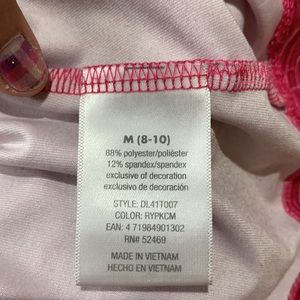 M (8-10)
88% polyester/poliéster
12% spandex/spandex
exclusive of decoration
exclusivo de decoración
STYLE: DL41T007
COLOR: RYPKCM
EAN: 4 71984901302
RN# 52469
MADE IN VIETNAM
HECHO EN VIETNAM